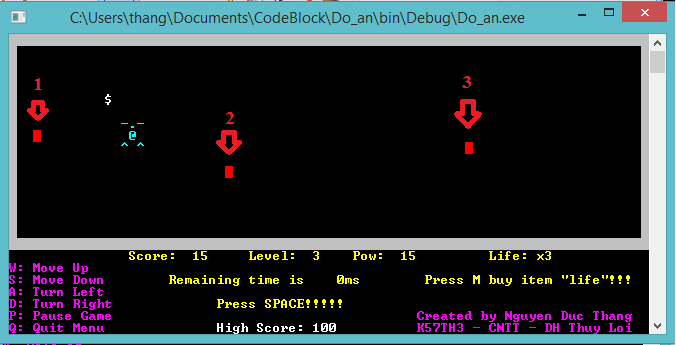 C:\Users\thang\Documents\CodeBlock\Do_an\bin\Debug\Do_an.exe
1
2
3
$
@
^ ^
Score: 15 Level: 3 Pow: 15 Life: x3
W: Move Up
S: Move Down Remaining time is 0ms Press M buy item "life"!!!
A: Turn Left
D: Turn Right Press SPACE!!!!!
P: Pause Game Created by Nguyen Duc Thang
Q: Quit Menu High Score: 100 K57TH3 - CNTT - DH Thuy Loi